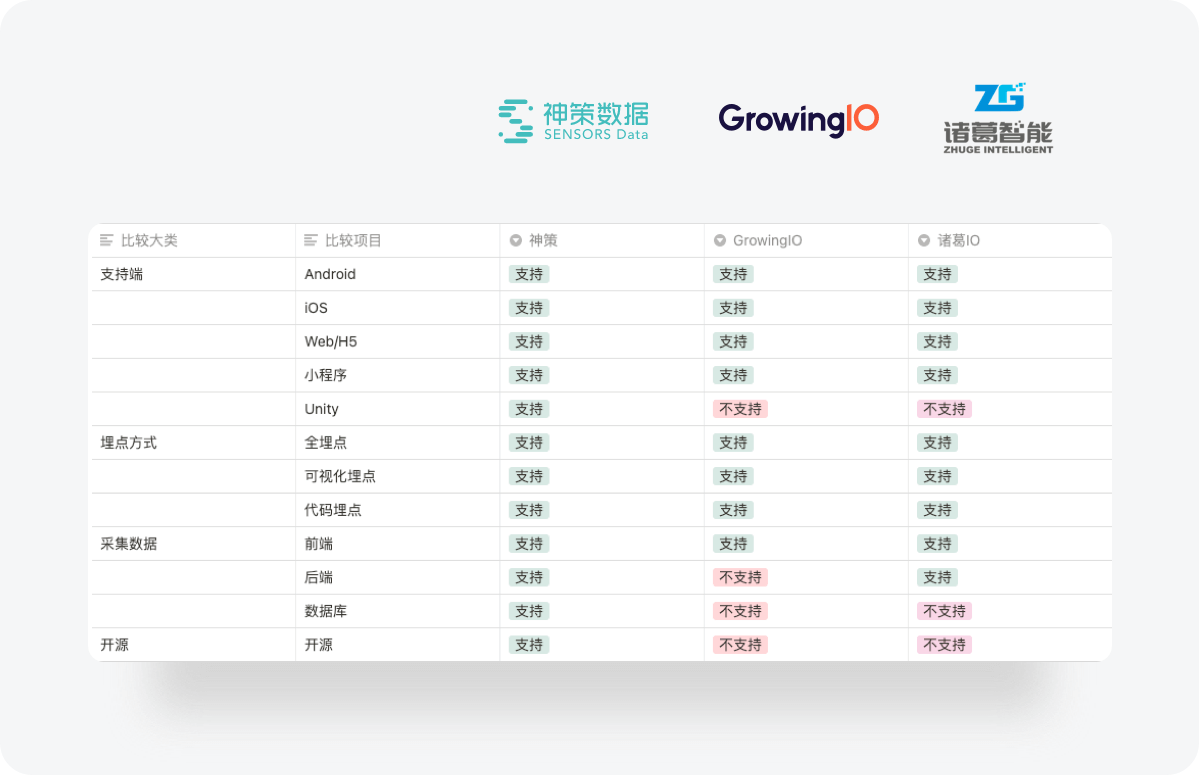 神策数据
SENSORS Data
GrowingIO
ZG
诸葛智能
ZHUGE INTELLIGENT
比较大类 比较项目 神策 GrowingIO 诸葛IO
支持端 Android 支持 支持 支持
iOS 支持 支持 支持
Web/H5 支持 支持 支持
小程序 支持 支持 支持
Unity 支持 不支持 不支持
埋点方式 全埋点 支持 支持 支持
可视化埋点 支持 支持 支持
代码埋点 支持 支持 支持
采集数据 前端 支持 支持 支持
后端 支持 不支持 支持
数据库 支持 不支持 不支持
开源 开源 支持 不支持 不支持